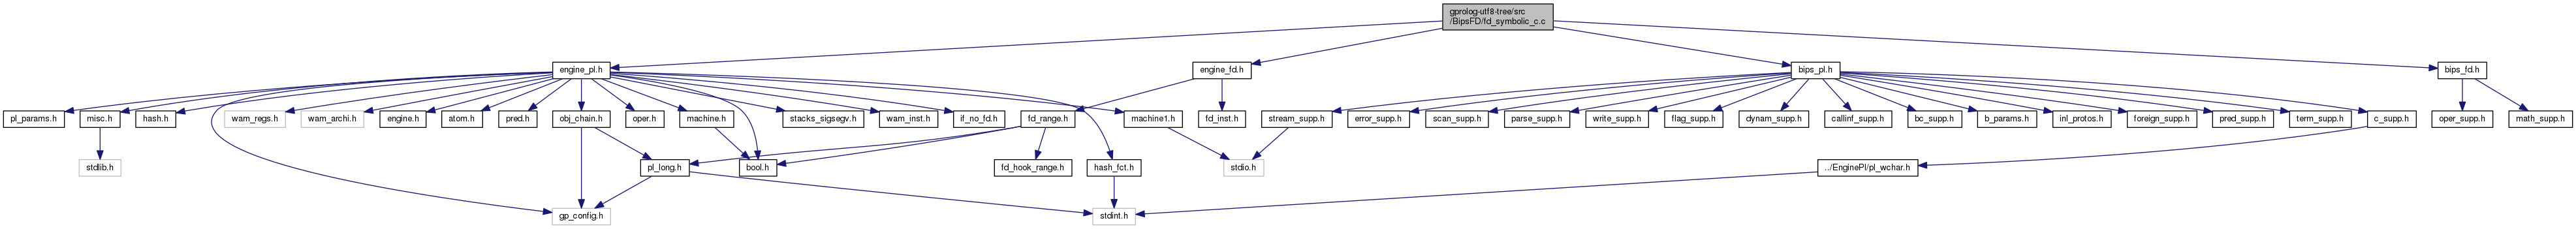 gprolog-utf8-tree/src
/BipsFD/fd_symbolic_c.c
engine_pl.h
engine_fd.h
bips_pl.h
bips_fd.h
pl_params.h
misc.h
hash.h
wam_regs.h
wam_archi.h
engine.h
atom.h
pred.h
obj_chain.h
oper.h
machine.h
stacks_sigsegv.h
wam_inst.h
if_no_fd.h
fd_range.h
machine1.h
fd_inst.h
stream_supp.h
error_supp.h
scan_supp.h
parse_supp.h
write_supp.h
flag_supp.h
dynam_supp.h
callinf_supp.h
bc_supp.h
b_params.h
inl_protos.h
foreign_supp.h
pred_supp.h
term_supp.h
c_supp.h
oper_supp.h
math_supp.h
stdlib.h
pl_long.h
bool.h
fd_hook_range.h
hash_fct.h
stdio.h
../EnginePl/pl_wchar.h
gp_config.h
stdint.h